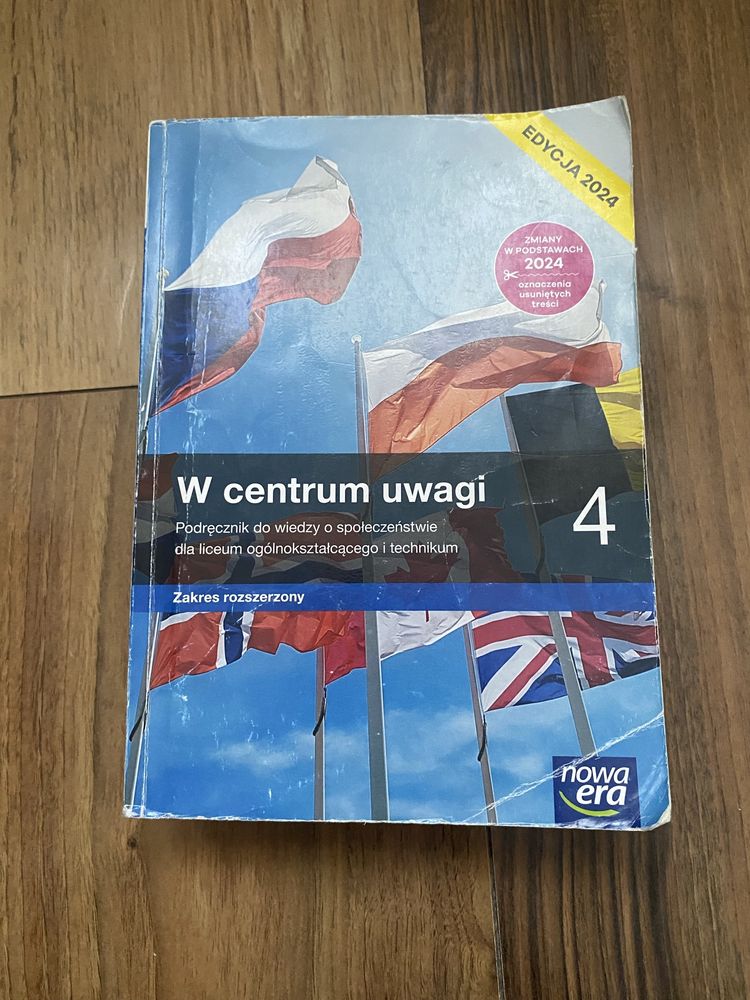 EDYCJA 2024
ZMIANY
W PODSTAWACH
2024
oznaczenia
usuniętych
treści
W centrum uwagi
4
Podręcznik do wiedzy o społeczeństwie
dla liceum ogólnokształcącego i technikum
Zakres rozszerzony
nowa
era